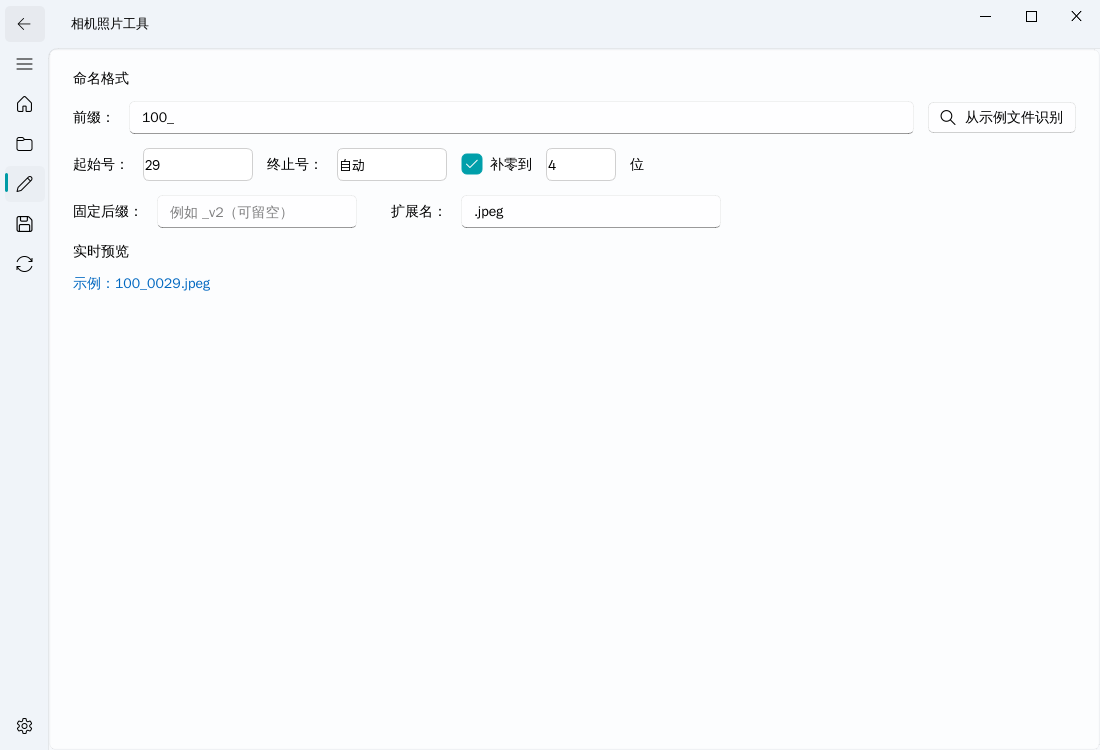 相机照片工具
命名格式
前缀： 100_ 从示例文件识别
起始号： 29 终止号： 自动 补零到 4 位
固定后缀： 例如 _v2（可留空） 扩展名： .jpeg
实时预览
示例：100_0029.jpeg